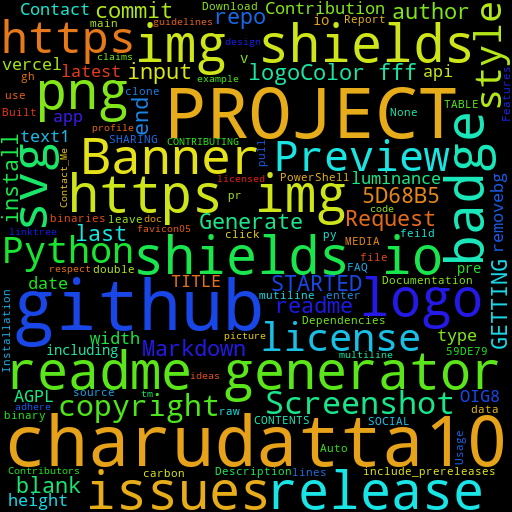 Contact
main
commit
Download
guidelines
Contribution
author
io
Report
style
https
img shields
claims
design
repo
vercel
latest
input
logoColor fff
api
v
gh
png
PROJECT
badge
Features
use
clone
example
Built
app
end
None
TABLE
text1
profile
SHARING
CONTRIBUTING
pull
install
svg
Contact_Me
Banner
Preview
PowerShell
code
licensed
luminance
removebg
https img
pr
binaries
leave
doc
Generate
5D68B5
linktree
favicon05
click
py
MEDIA
feild
Request
Python
shields io
last
respect
double
TITLE
file
pre
FAQ
Documentation
date
mutiline
enter
STARTED
GETTING
github
logo
readme
Dependencies
picture
type
Installation
width
Markdown
license
multiline
59DE79
including
readme generator
ideas
AGPL
copyright
Screenshot
OIG8
binary
adhere
source
tm
raw
data
CONTENTS
SOCIAL
charudatta10
Usage
Auto
Contributors
carbon
Description
lines
include_prereleases
blank
issues
release
height